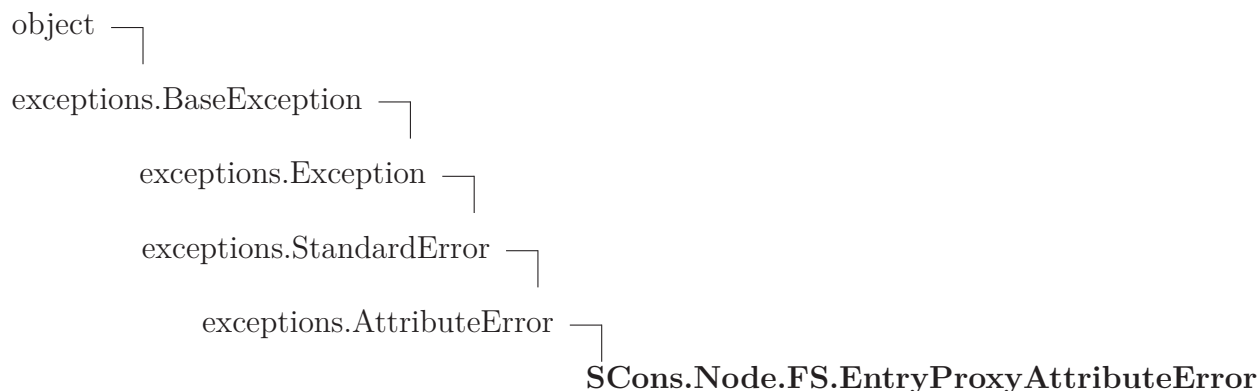 object
exceptions.BaseException
exceptions.Exception
exceptions.StandardError
exceptions.AttributeError
SCons.Node.FS.EntryProxyAttributeError